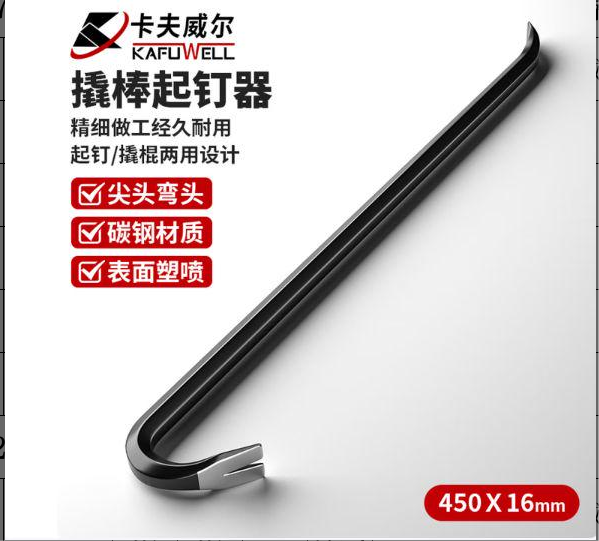 卡夫威尔
KAFUWELL
撬棒起钉器
精细做工经久耐用
起钉/撬棍两用设计
尖头弯头
碳钢材质
表面塑喷
450X16mm